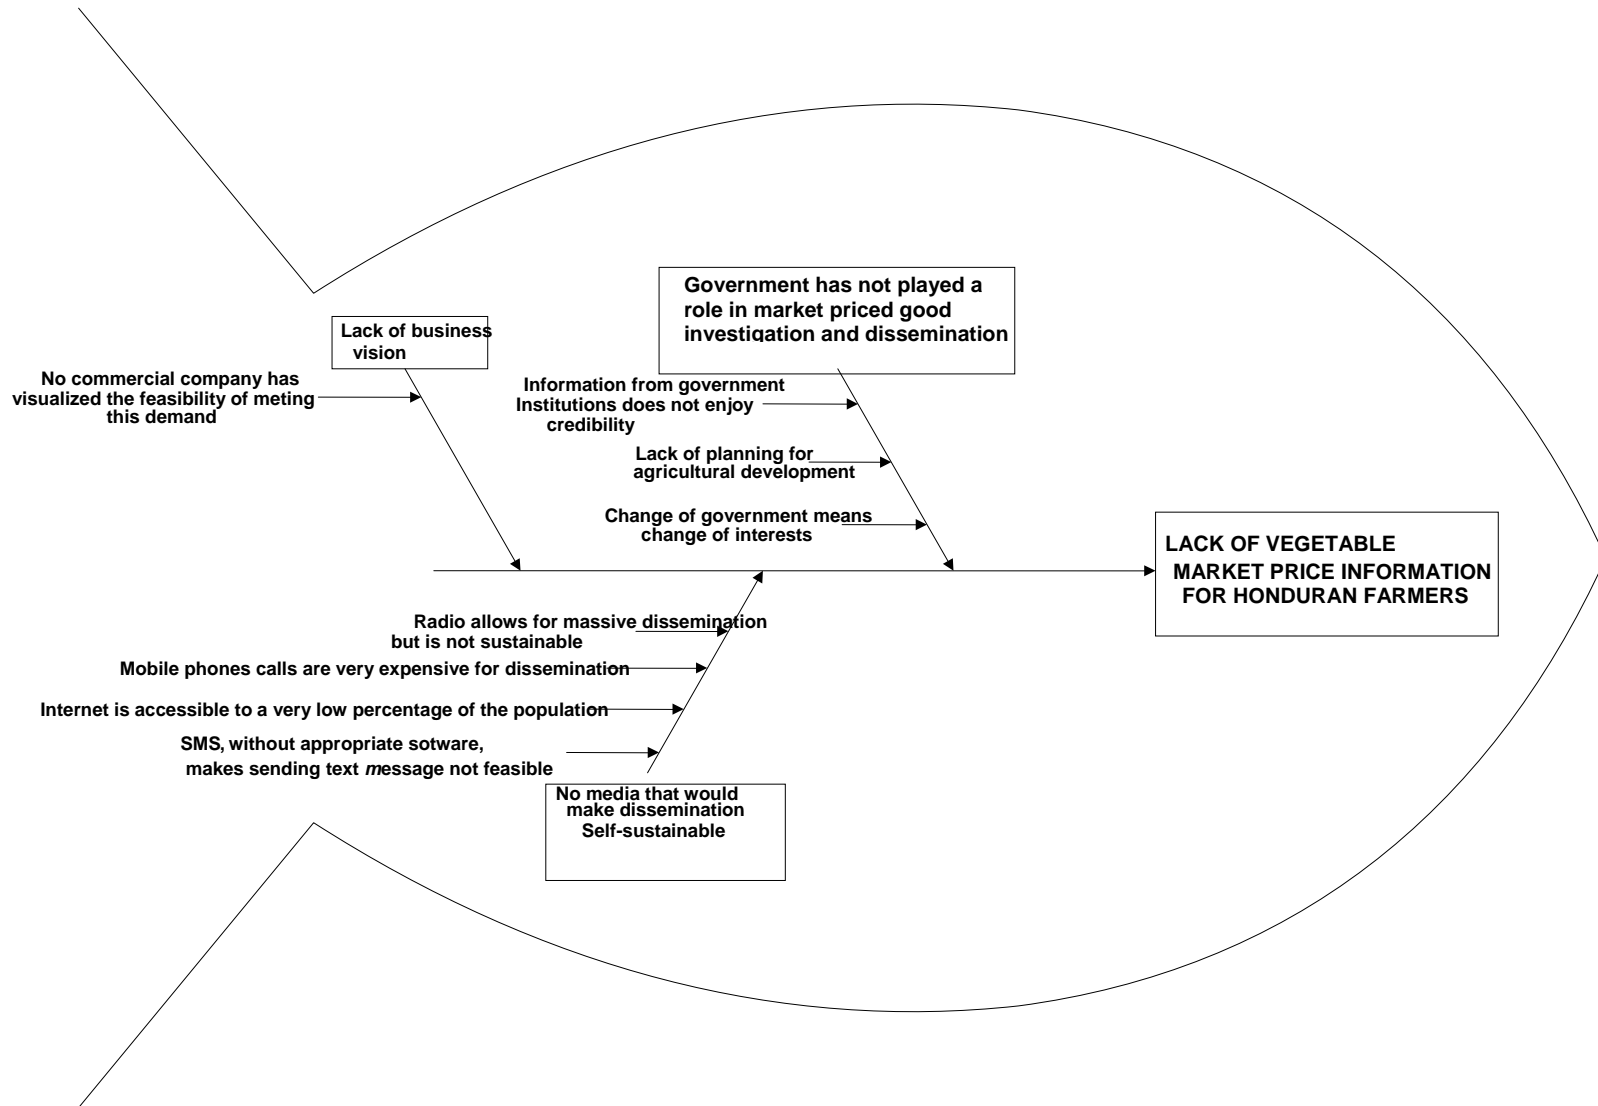 Lack of business
vision
No commercial company has
visualized the feasibility of meting
this demand
Government has not played a
role in market priced good
investigation and dissemination
Information from government
Institutions does not enjoy
credibility
Lack of planning for
agricultural development
Change of government means
change of interests
LACK OF VEGETABLE
MARKET PRICE INFORMATION
FOR HONDURAN FARMERS
Radio allows for massive dissemination
but is not sustainable
Mobile phones calls are very expensive for dissemination
Internet is accessible to a very low percentage of the population
SMS, without appropriate sotware,
makes sending text message not feasible
No media that would
make dissemination
Self-sustainable